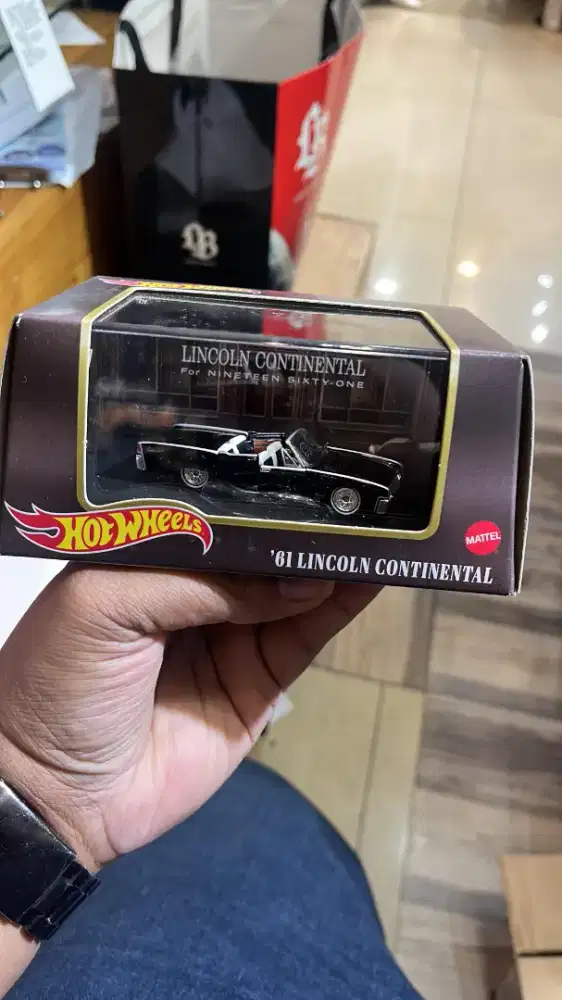 LINCOLN CONTINENTAL
For NINETEEN SIXTY-ONE
HOT WHEELS
MATTEL
'61 LINCOLN CONTINENTAL